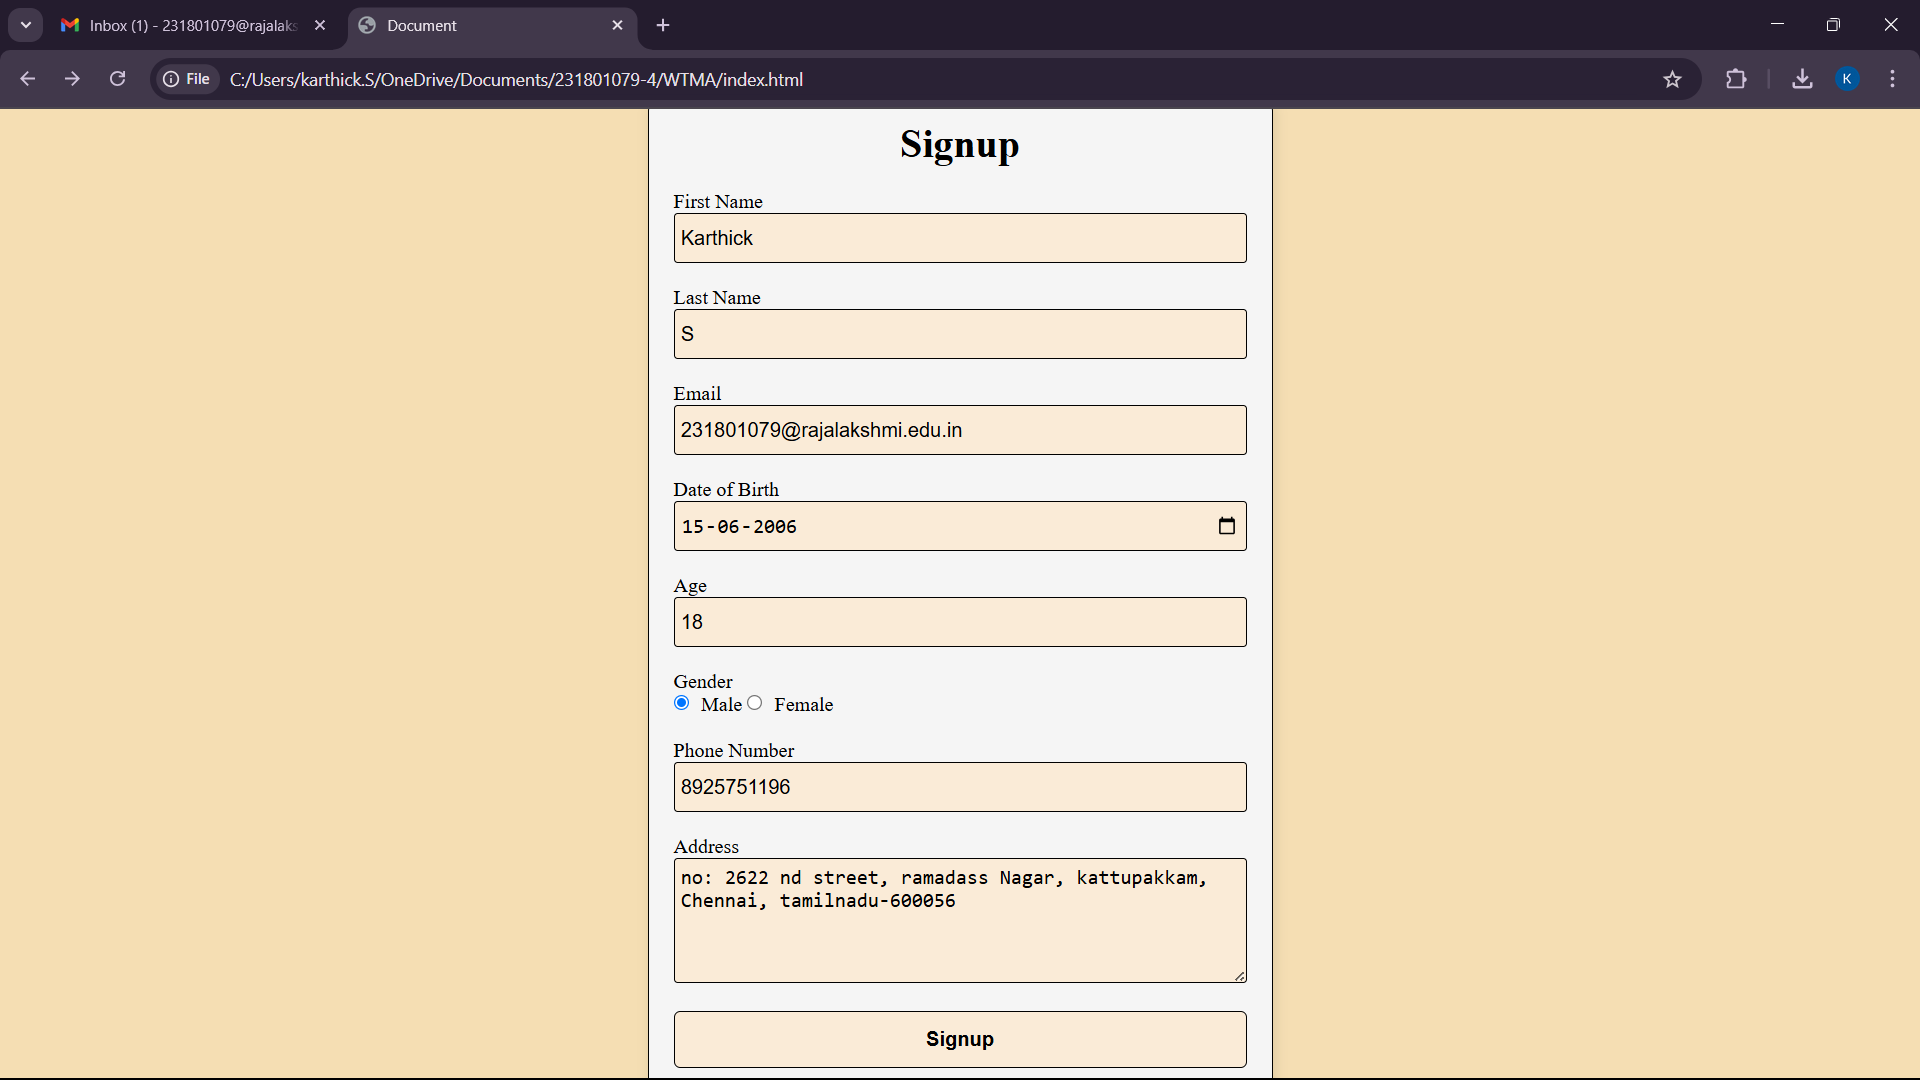 Inbox (1) - 231801079@rajalaks
Document
File
C:/Users/karthick.S/OneDrive/Documents/231801079-4/WTMA/index.html
K
Signup
First Name
Karthick
Last Name
S
Email
231801079@rajalakshmi.edu.in
Date of Birth
15-06-2006
Age
18
Gender
Male Female
Phone Number
8925751196
Address
no: 2622 nd street, ramadass Nagar, kattupakkam,
Chennai, tamilnadu-600056
Signup